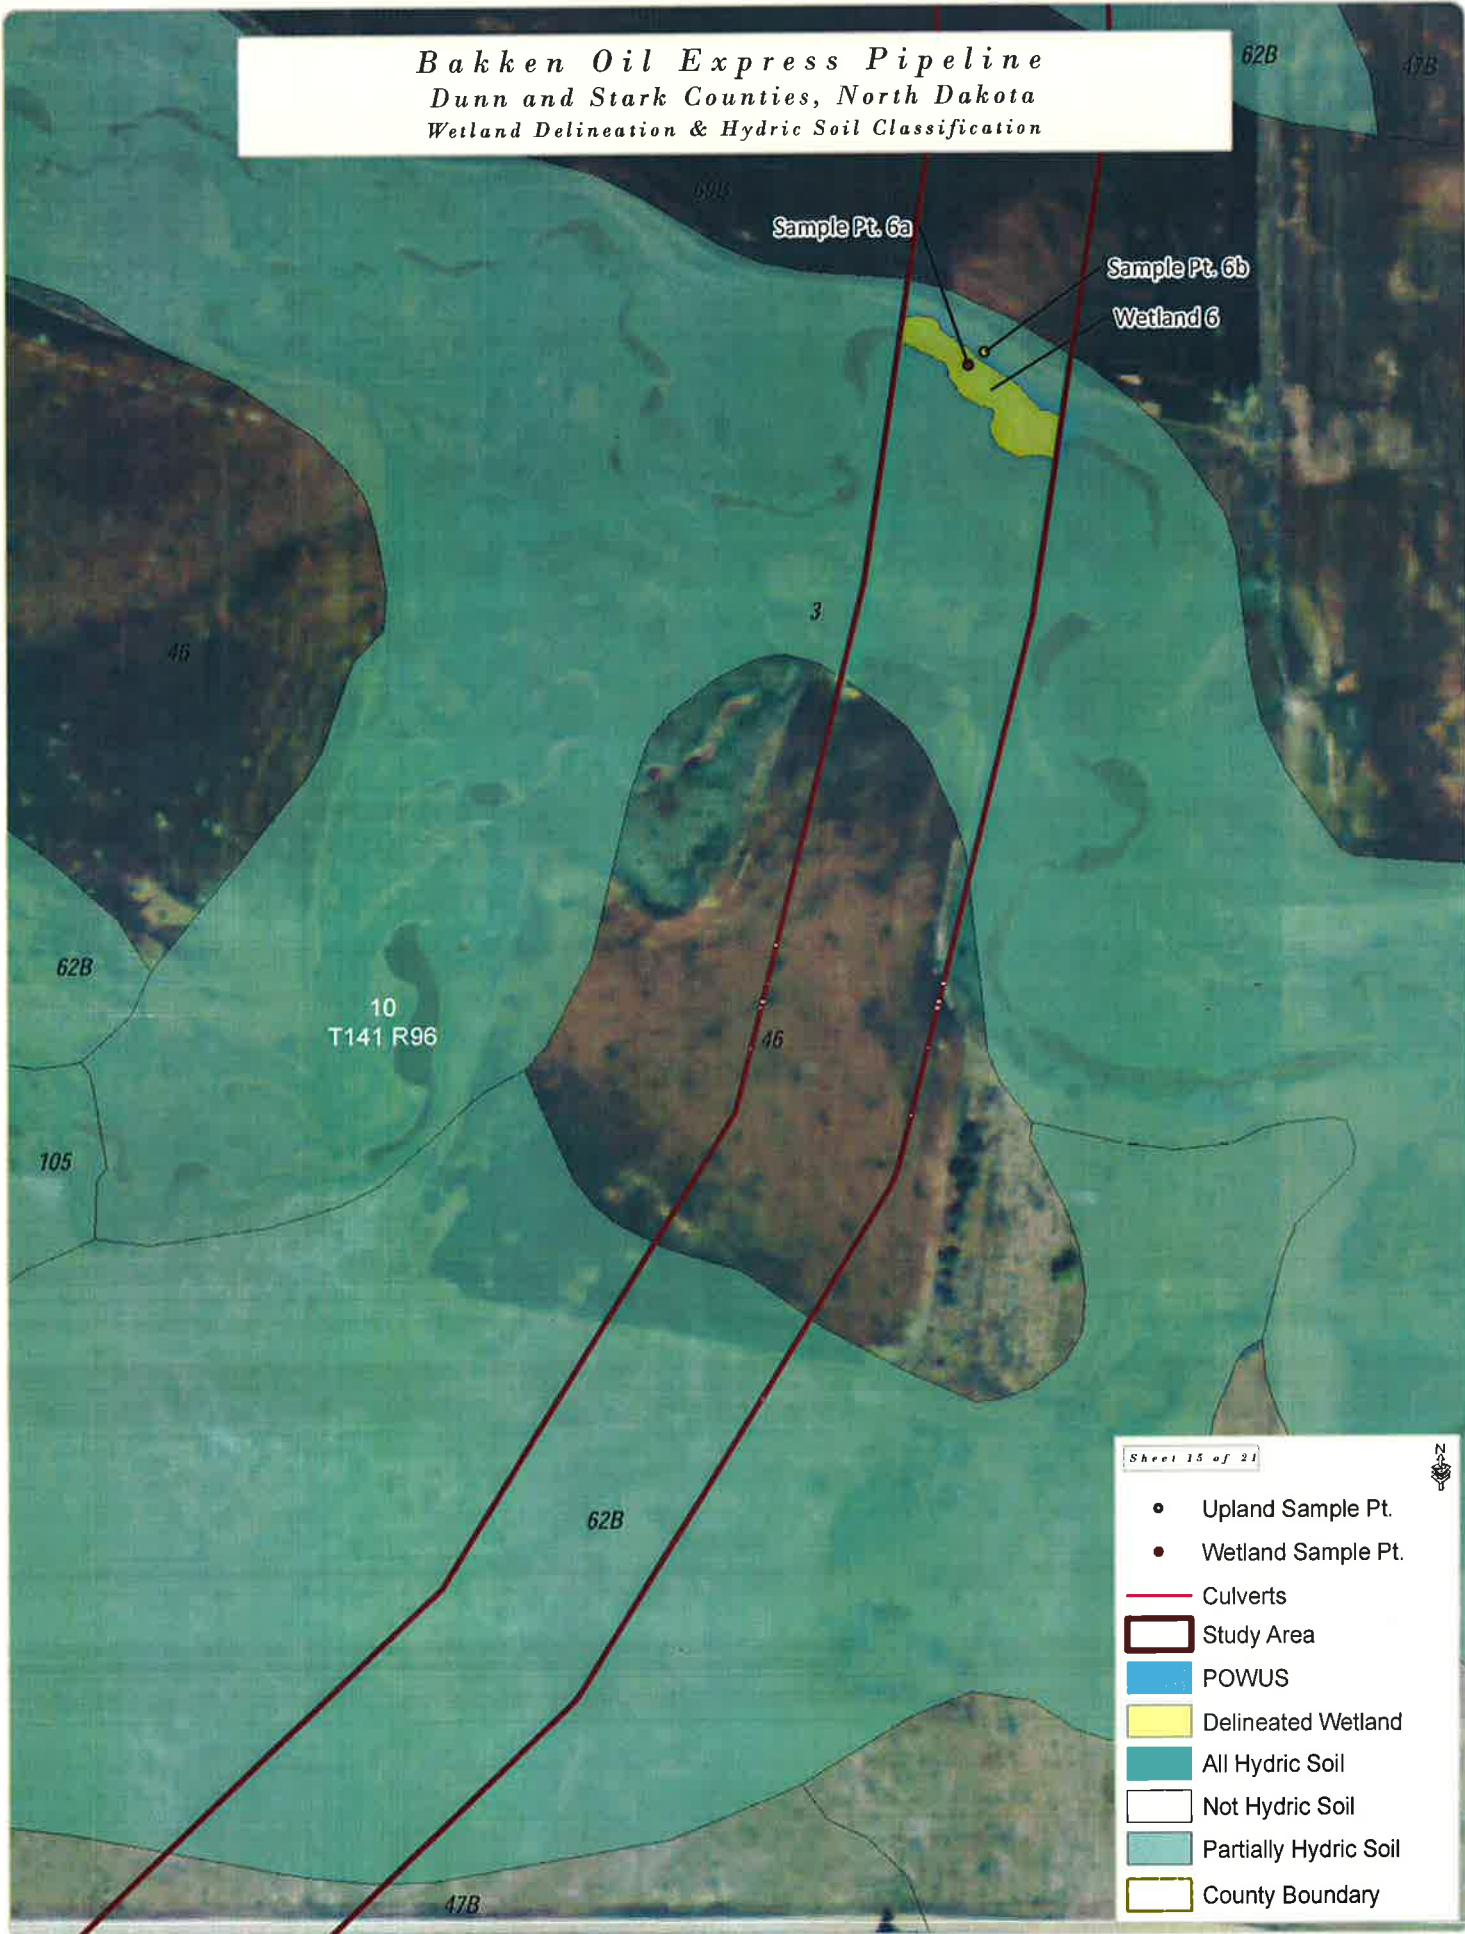 Bakken Oil Express Pipeline
Dunn and Stark Counties, North Dakota
Wetland Delineation & Hydric Soil Classification
62B
47B
69B
Sample Pt. 6a
Sample Pt. 6b
Wetland 6
3
46
62B
10
T141 R96
46
105
62B
47B
Sheet 15 of 21
N
Upland Sample Pt.
Wetland Sample Pt.
Culverts
Study Area
POWUS
Delineated Wetland
All Hydric Soil
Not Hydric Soil
Partially Hydric Soil
County Boundary